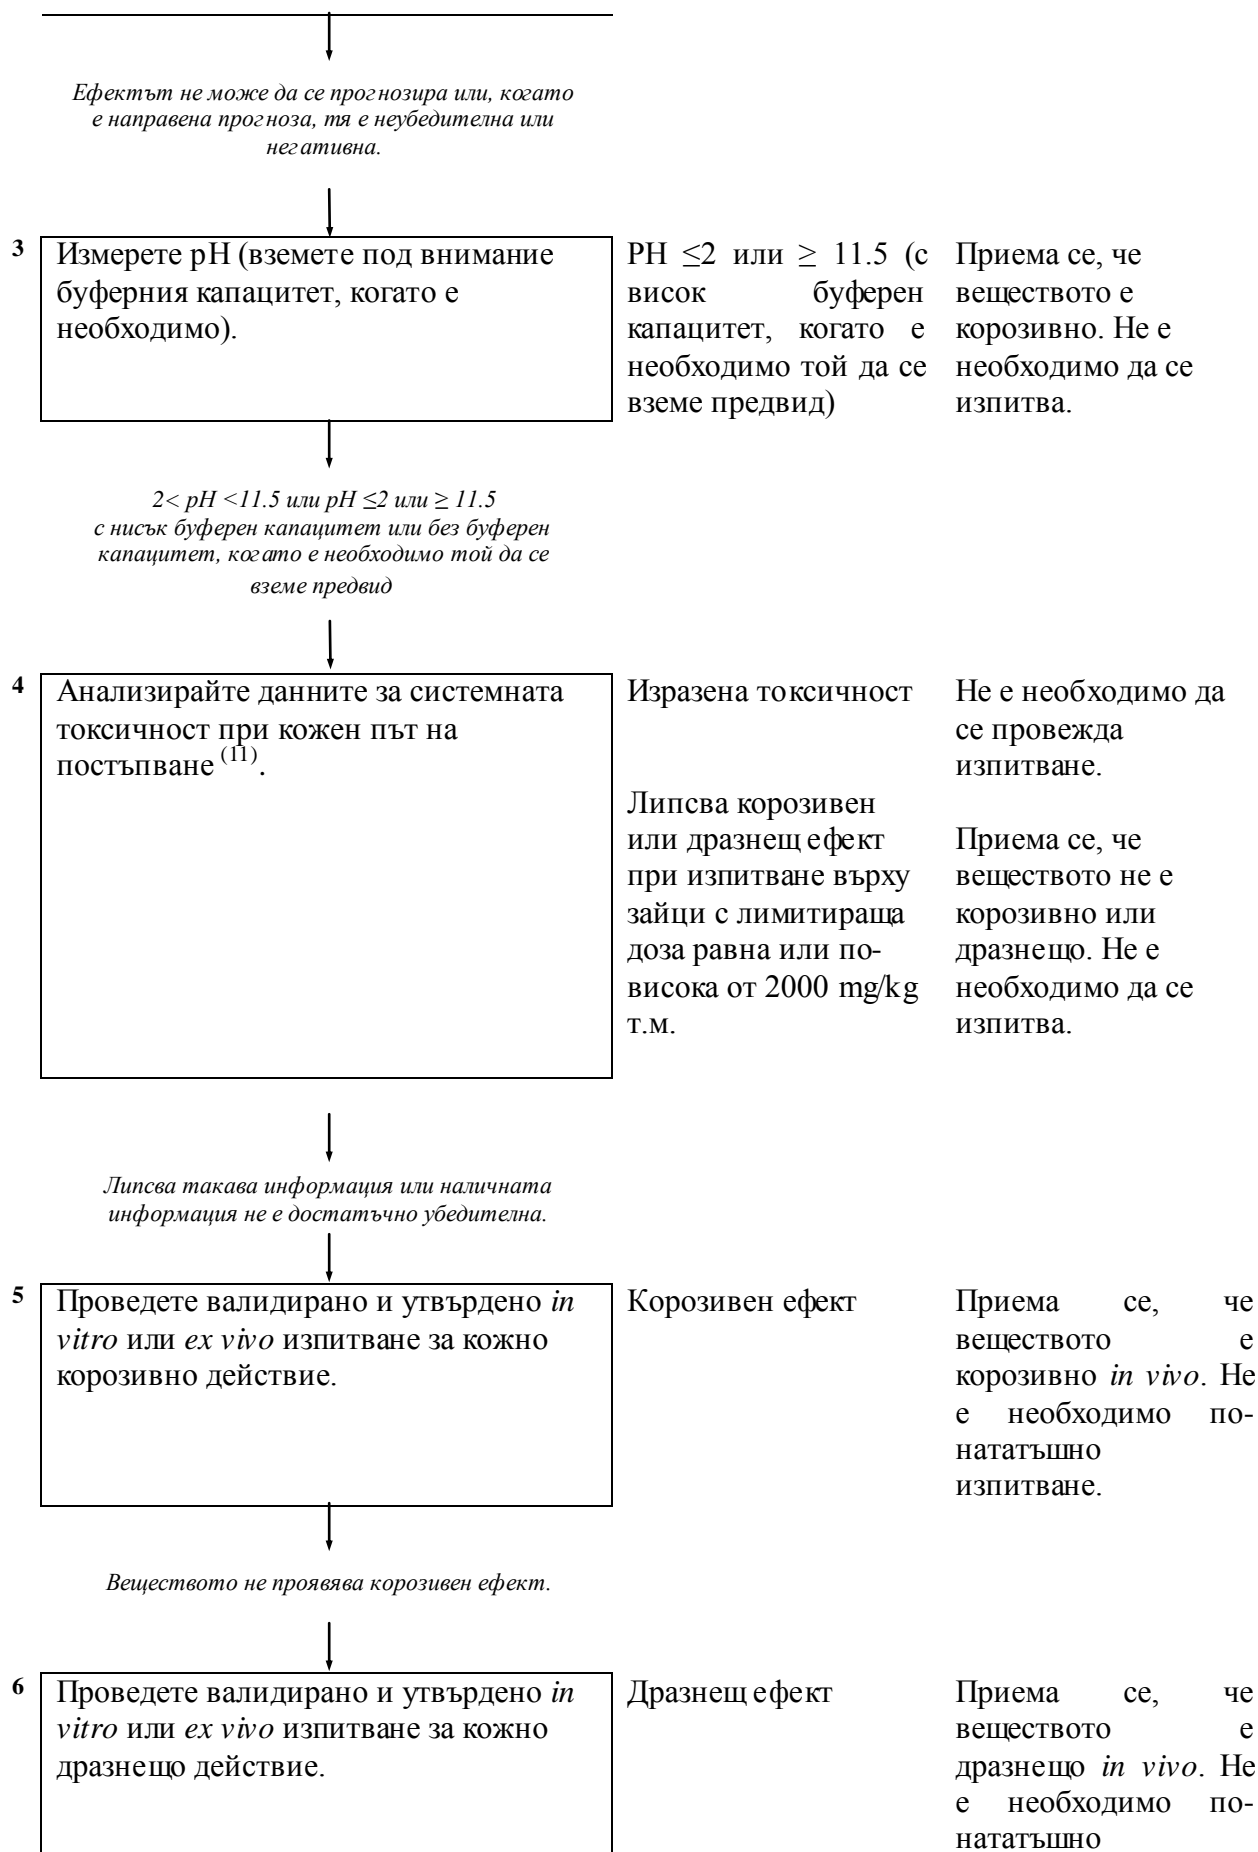 Ефектът не може да се прогнозира или, когато
е направена прогноза, тя е неубедителна или
негативна.
3
Измерете pH (вземете под внимание
буферния капацитет, когато е
необходимо).
PH ≤2 или ≥ 11.5 (с
висок буферен
капацитет, когато е
необходимо той да се
вземе предвид)
Приема се, че
веществото е
корозивно. Не е
необходимо да се
изпитва.
2< pH <11.5 или pH ≤2 или ≥ 11.5
с нисък буферен капацитет или без буферен
капацитет, когато е необходимо той да се
вземе предвид
4
Анализирайте данните за системната
токсичност при кожен път на
постъпване (11).
Изразена токсичност
Не е необходимо да
се провежда
изпитване.
Липсва корозивен
или дразнещ ефект
при изпитване върху
зайци с лимитираща
доза равна или по-
висока от 2000 mg/kg
т.м.
Приема се, че
веществото не е
корозивно или
дразнещо. Не е
необходимо да се
изпитва.
Липсва такава информация или наличната
информация не е достатъчно убедителна.
5
Проведете валидирано и утвърдено in
vitro или ex vivo изпитване за кожно
корозивно действие.
Корозивен ефект
Приема се, че
веществото е
корозивно in vivo. Не
е необходимо по-
нататъшно
изпитване.
Веществото не проявява корозивен ефект.
6
Проведете валидирано и утвърдено in
vitro или ex vivo изпитване за кожно
дразнещо действие.
Дразнещ ефект
Приема се, че
веществото е
дразнещо in vivo. Не
е необходимо по-
нататъшно